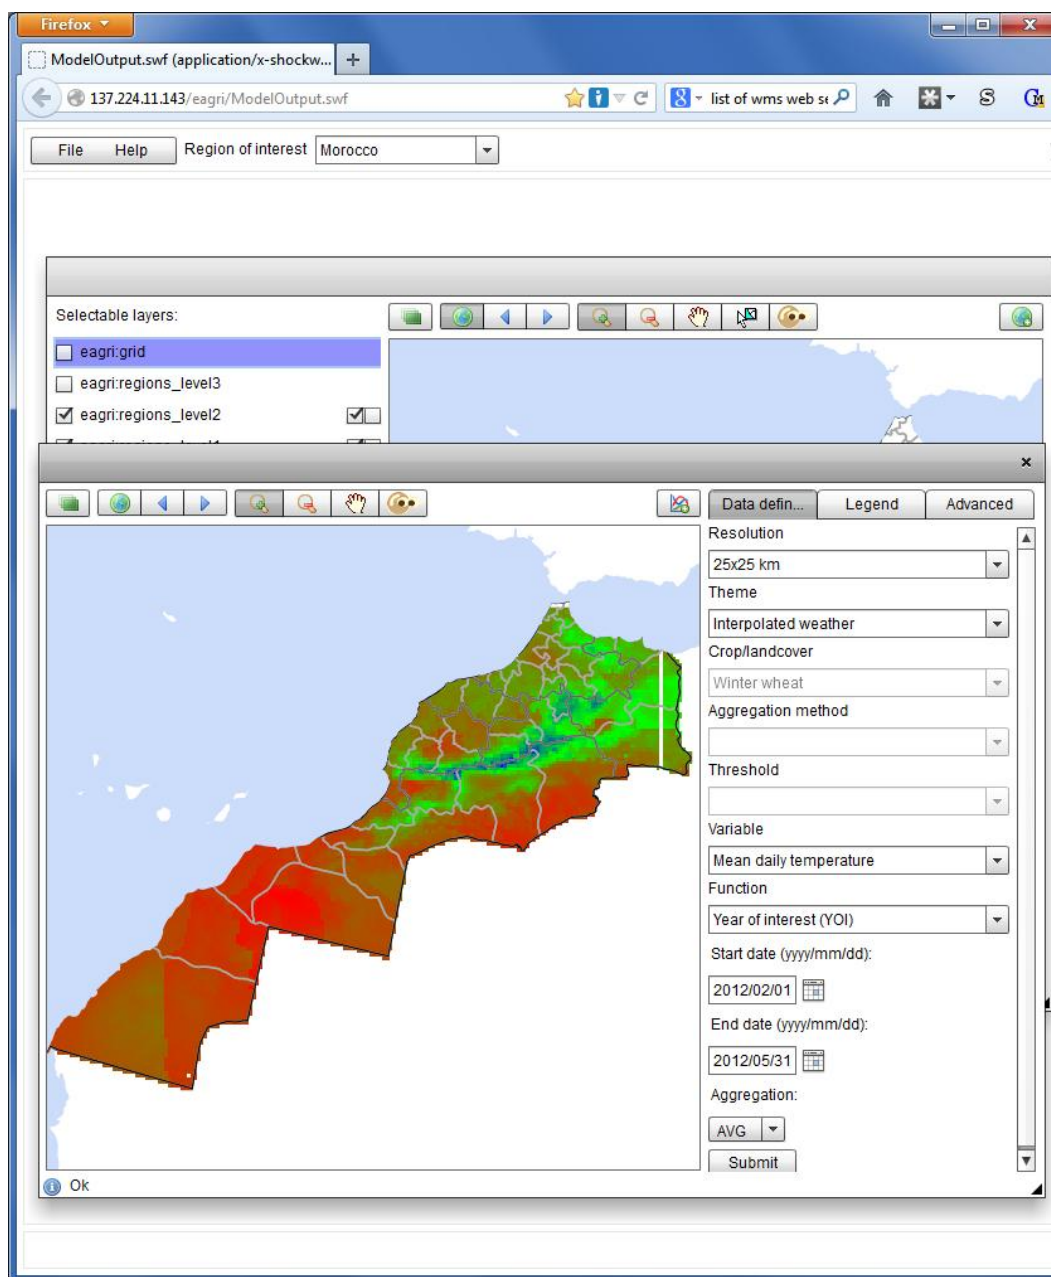 Firefox
ModelOutput.swf (application/x-shockw...
137.224.11.143/eagri/ModelOutput.swf
list of wms web se
File Help Region of interest Morocco
Selectable layers:
eagri:grid
eagri:regions_level3
eagri:regions_level2
Data defin... Legend Advanced
Resolution
25x25 km
Theme
Interpolated weather
Crop/landcover
Winter wheat
Aggregation method
Threshold
Variable
Mean daily temperature
Function
Year of interest (YOI)
Start date (yyyy/mm/dd):
2012/02/01
End date (yyyy/mm/dd):
2012/05/31
Aggregation:
AVG
Submit
Ok